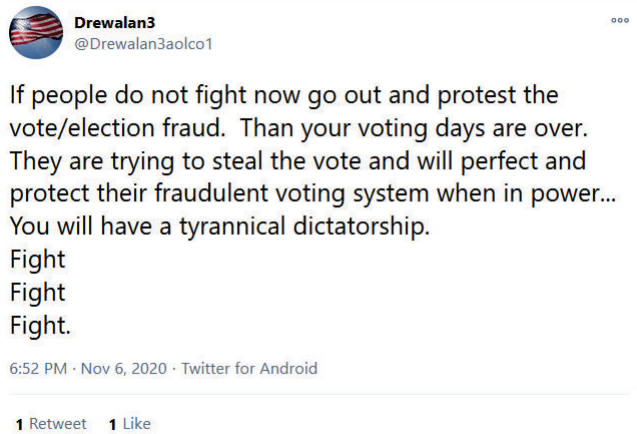 Drewalan3
@Drewalan3aolco1
If people do not fight now go out and protest the
vote/election fraud.  Than your voting days are over.
They are trying to steal the vote and will perfect and
protect their fraudulent voting system when in power...
You will have a tyrannical dictatorship.
Fight
Fight
Fight.
6:52 PM · Nov 6, 2020 · Twitter for Android
1 Retweet 1 Like